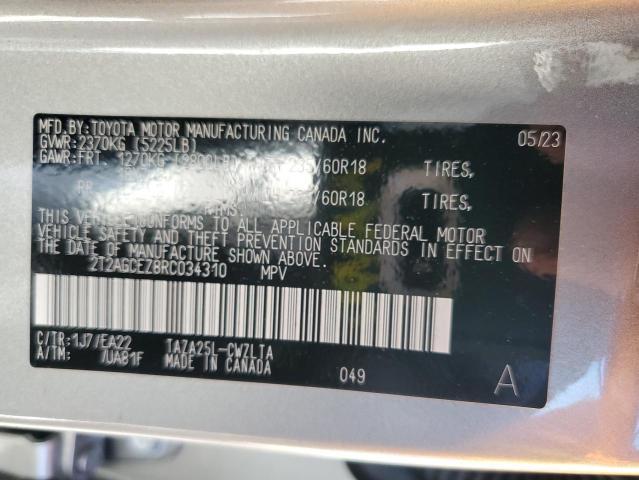 MFD.BY:TOYOTA MOTOR MANUFACTURING CANADA INC. 05/23
GVWR:2370KG (5225LB)
GAWR:FRT 1270KG /60R18 TIRES,
RR /60R18 TIRES,
THIS VEHICLE CONFORMS TO ALL APPLICABLE FEDERAL MOTOR
VEHICLE SAFETY AND THEFT PREVENTION STANDARDS IN EFFECT ON
THE DATE OF MANUFACTURE SHOWN ABOVE.
2T2AGCEZ8RC034310 MPV
C/TR:1J7/EA22 TAZA25L-CWZLTA
A/TM: /UA81F MADE IN CANADA 049 A